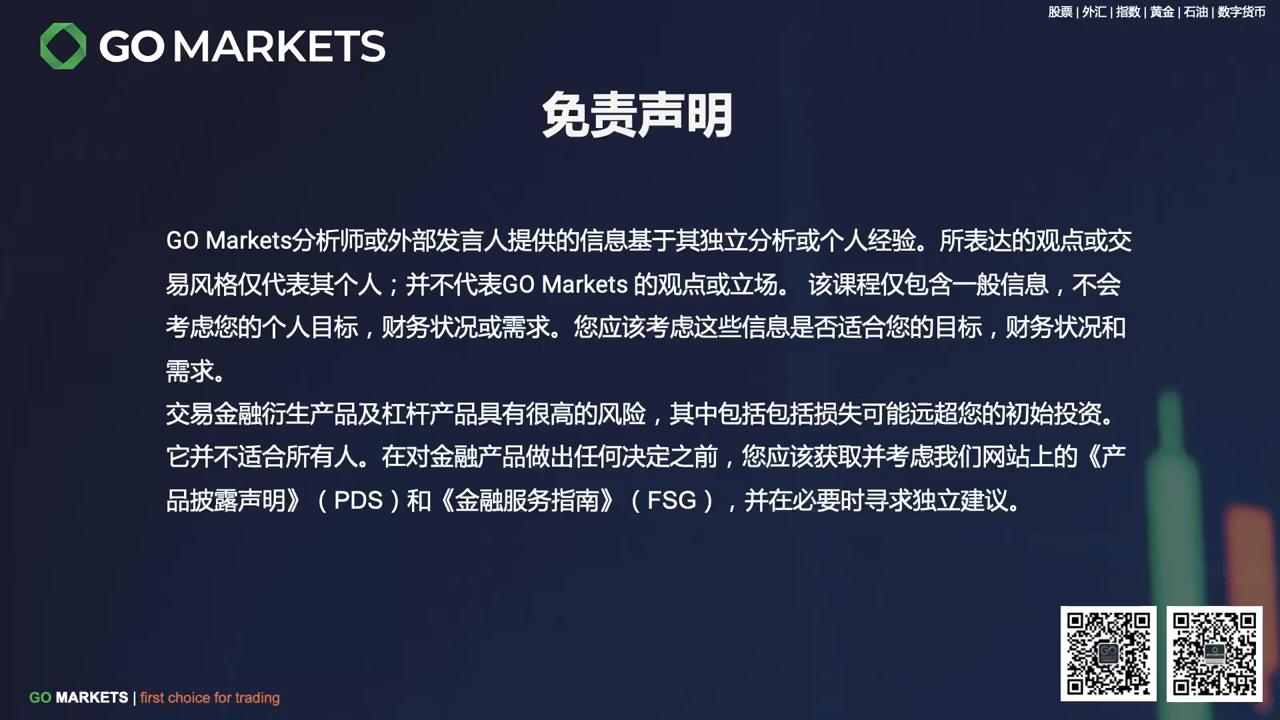 股票 | 外汇 | 指数 | 黄金 | 石油 | 数字货币
GO MARKETS
免责声明
GO Markets分析师或外部发言人提供的信息基于其独立分析或个人经验。所表达的观点或交
易风格仅代表其个人；并不代表GO Markets 的观点或立场。 该课程仅包含一般信息，不会
考虑您的个人目标，财务状况或需求。您应该考虑这些信息是否适合您的目标，财务状况和
需求。
交易金融衍生产品及杠杆产品具有很高的风险，其中包括包括损失可能远超您的初始投资。
它并不适合所有人。在对金融产品做出任何决定之前，您应该获取并考虑我们网站上的《产
品披露声明》（PDS）和《金融服务指南》（FSG），并在必要时寻求独立建议。
GO MARKETS | first choice for trading